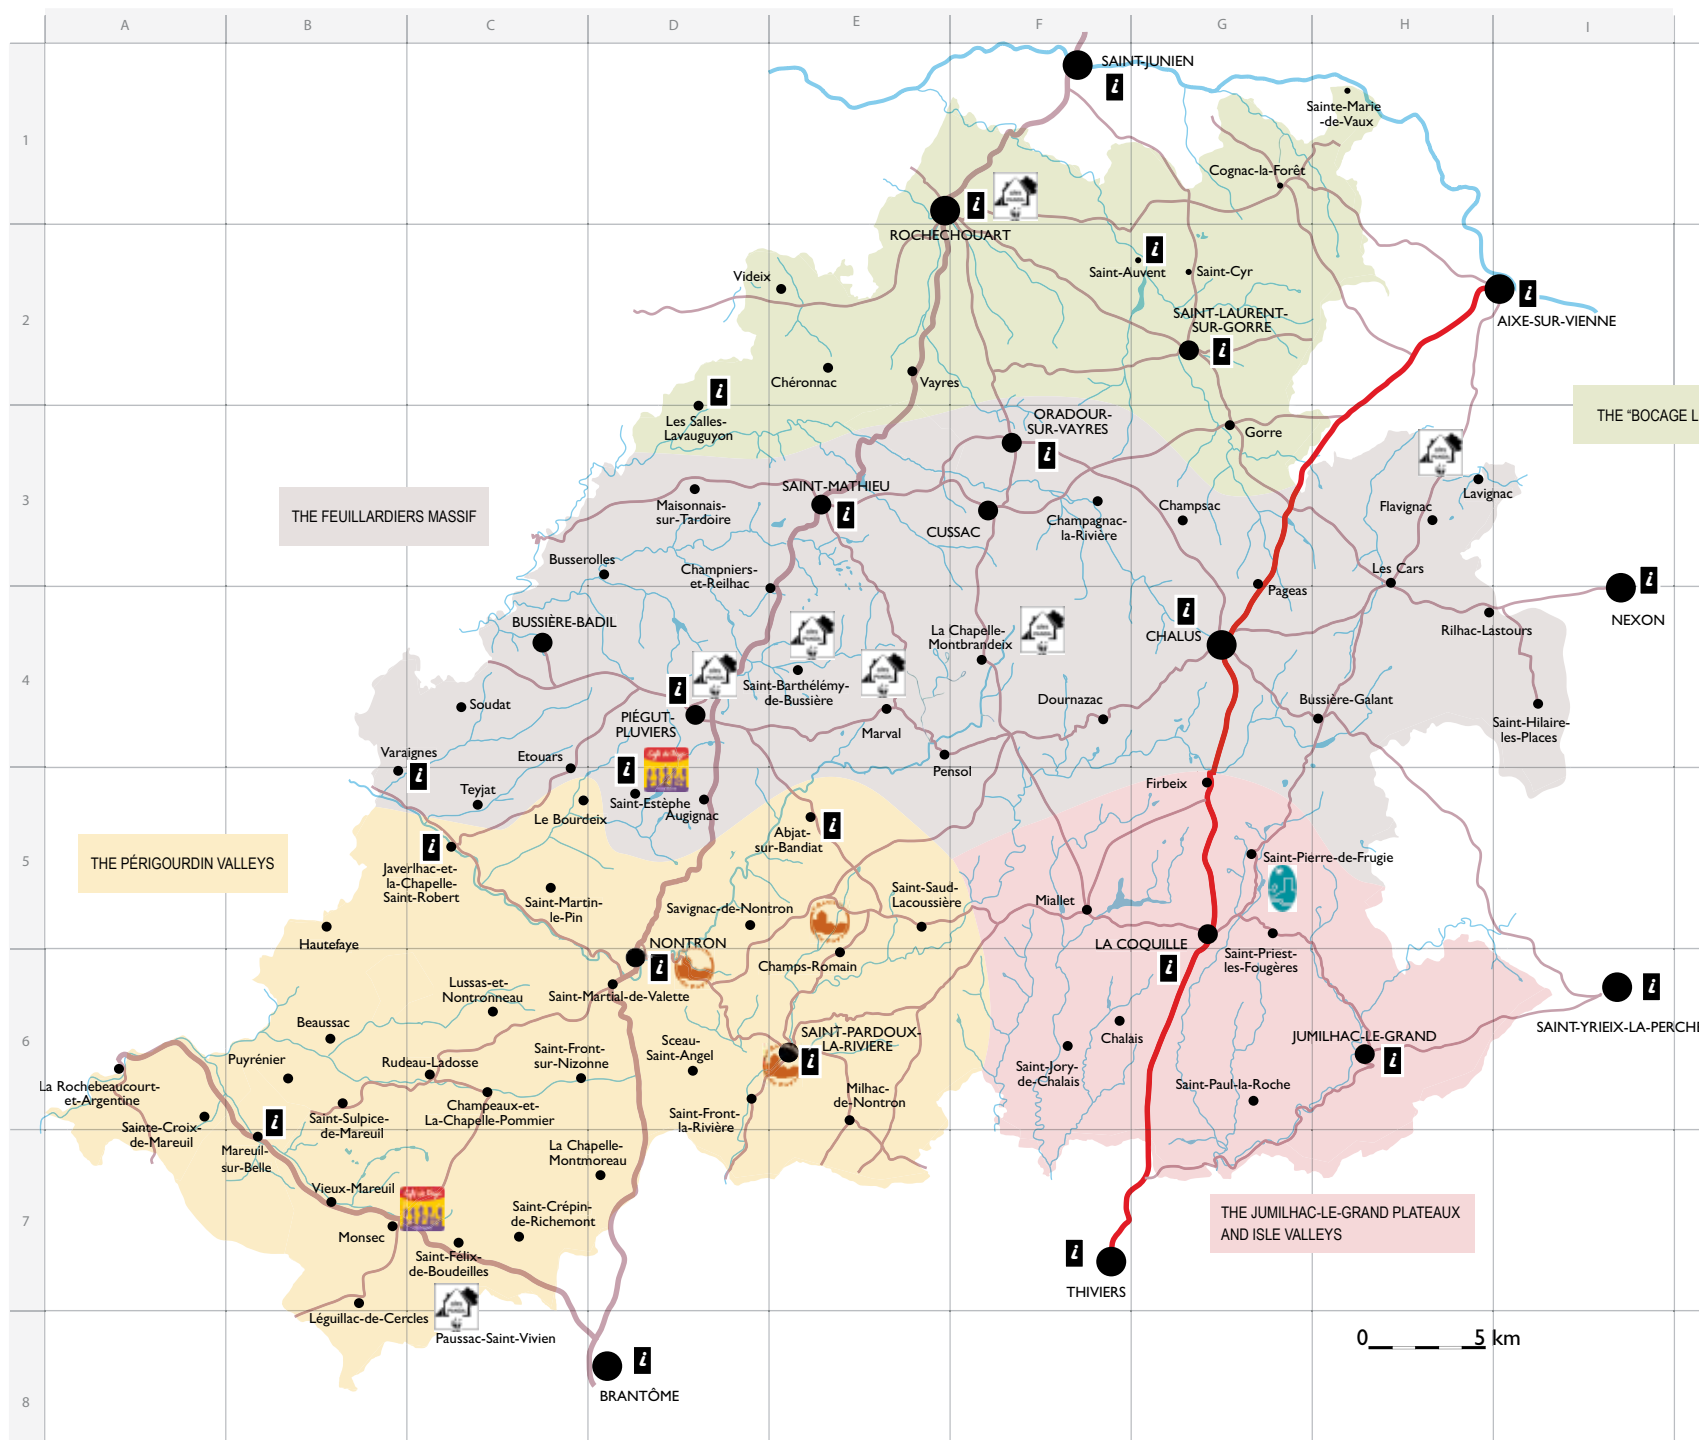 A B C D E F G H I
1
2
3
4
5
6
7
8
SAINT-JUNIEN
Sainte-Marie
-de-Vaux
Cognac-la-Forêt
ROCHECHOUART
Saint-Auvent
Saint-Cyr
Videix
SAINT-LAURENT-
SUR-GORRE
AIXE-SUR-VIENNE
Chéronnac
Vayres
Les Salles-
Lavauguyon
ORADOUR-
SUR-VAYRES
Gorre
THE “BOCAGE L
THE FEUILLARDIERS MASSIF
SAINT-MATHIEU
Maisonnais-
sur-Tardoire
CUSSAC
Champagnac-
la-Rivière
Champsac
Flavignac
Lavignac
Busserolles
Champniers-
et-Reilhac
Pageas
Les Cars
NEXON
BUSSIÈRE-BADIL
La Chapelle-
Montbrandeix
CHALUS
Rilhac-Lastours
Saint-Barthélémy-
de-Bussière
Soudat
PIÉGUT-
PLUVIERS
Marval
Dournazac
Bussière-Galant
Saint-Hilaire-
les-Places
Varaignes
Etouars
Pensol
Firbeix
Teyjat
Le Bourdeix
Saint-Estèphe
Augignac
Abjat-
sur-Bandiat
THE PÉRIGOURDIN VALLEYS
Javerlhac-et-
la-Chapelle-
Saint-Robert
Saint-Martin-
le-Pin
Savignac-de-Nontron
Saint-Saud-
Lacoussière
Miallet
Saint-Pierre-de-Frugie
Hautefaye
NONTRON
Champs-Romain
LA COQUILLE
Saint-Priest-
les-Fougères
Lussas-et-
Nontronneau
Saint-Martial-de-Valette
SAINT-YRIEIX-LA-PERCHE
Beaussac
Puyrénier
Rudeau-Ladosse
Saint-Front-
sur-Nizonne
Sceau-
Saint-Angel
SAINT-PARDOUX-
LA-RIVIERE
Chalais
Saint-Jory-
de-Chalais
JUMILHAC-LE-GRAND
Saint-Paul-la-Roche
La Rochebeaucourt-
et-Argentine
Sainte-Croix-
de-Mareuil
Saint-Sulpice-
de-Mareuil
Champeaux-et-
La-Chapelle-Pommier
Saint-Front-
la-Rivière
Milhac-
de-Nontron
Mareuil-
sur-Belle
La Chapelle-
Montmoreau
Vieux-Mareuil
Monsec
Saint-Crépin-
de-Richemont
Saint-Félix-
de-Boudeilles
THE JUMILHAC-LE-GRAND PLATEAUX
AND ISLE VALLEYS
THIVIERS
Léguillac-de-Cercles
Paussac-Saint-Vivien
BRANTÔME
0 5 km